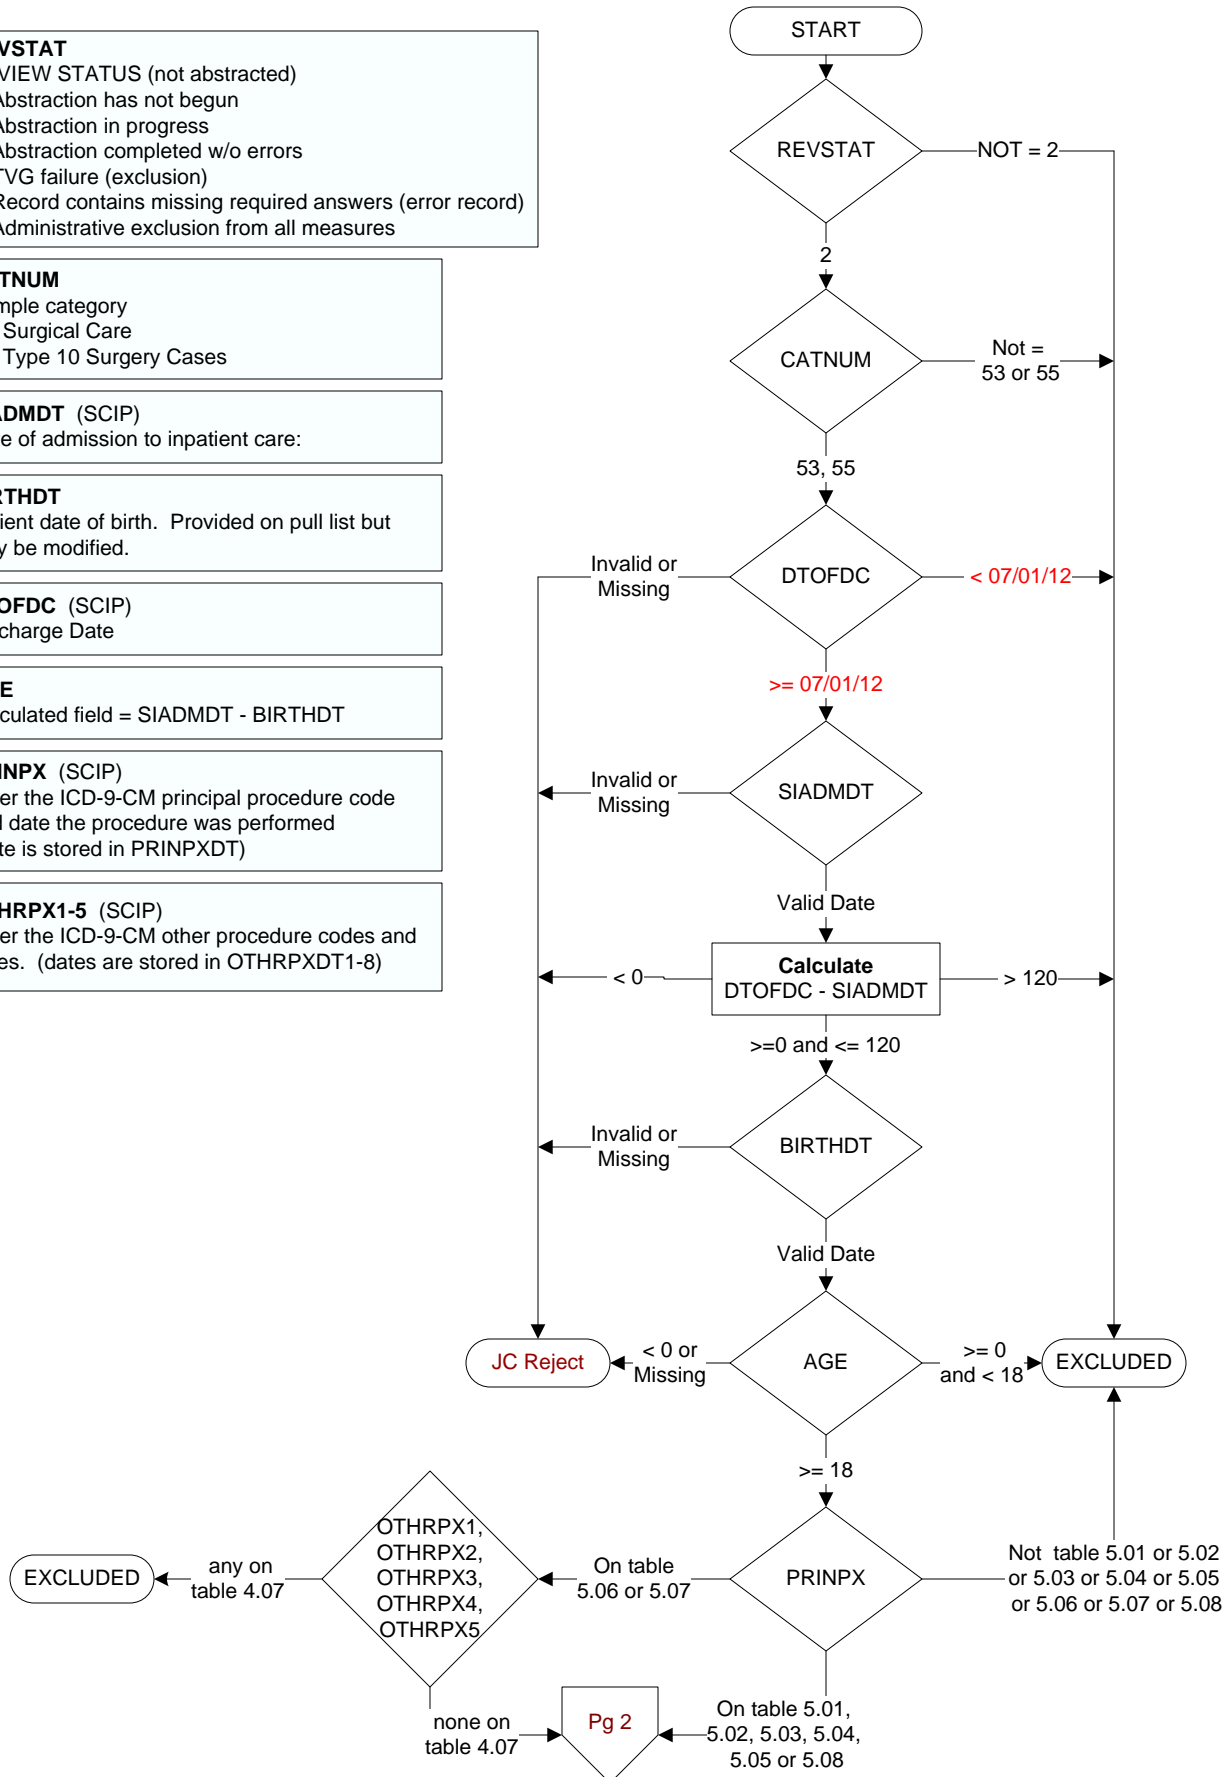 VSTAT
VIEW STATUS (not abstracted)
Abstraction has not begun
Abstraction in progress
Abstraction completed w/o errors
TVG failure (exclusion)
Record contains missing required answers (error record)
Administrative exclusion from all measures
TNUM
mple category
Surgical Care
Type 10 Surgery Cases
ADMDT (SCIP)
e of admission to inpatient care:
RTHDT
ient date of birth. Provided on pull list but
y be modified.
OFDC (SCIP)
charge Date
E
culated field = SIADMDT - BIRTHDT
INPX (SCIP)
er the ICD-9-CM principal procedure code
d date the procedure was performed
te is stored in PRINPXDT)
HRPX1-5 (SCIP)
er the ICD-9-CM other procedure codes and
es. (dates are stored in OTHRPXDT1-8)
START
REVSTAT
NOT = 2
2
CATNUM
Not =
53 or 55
53, 55
Invalid or
Missing
DTOFDC
< 07/01/12
>= 07/01/12
Invalid or
Missing
SIADMDT
Valid Date
< 0
Calculate
DTOFDC - SIADMDT
> 120
>=0 and <= 120
Invalid or
Missing
BIRTHDT
Valid Date
JC Reject
< 0 or
Missing
AGE
>= 0
and < 18
EXCLUDED
>= 18
EXCLUDED
any on
table 4.07
OTHRPX1,
OTHRPX2,
OTHRPX3,
OTHRPX4,
OTHRPX5
On table
5.06 or 5.07
PRINPX
Not table 5.01 or 5.02
or 5.03 or 5.04 or 5.05
or 5.06 or 5.07 or 5.08
none on
table 4.07
Pg 2
On table 5.01,
5.02, 5.03, 5.04,
5.05 or 5.08